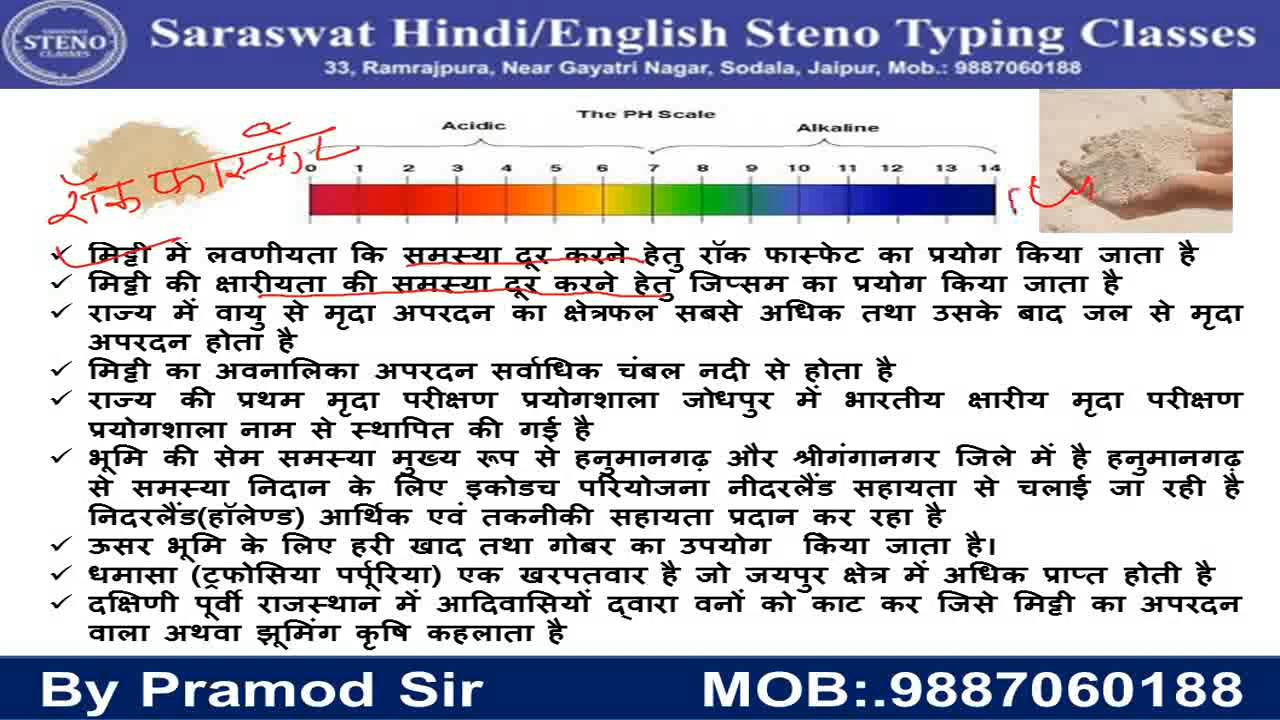 STENO
CLASSES
Saraswat Hindi/English Steno Typing Classes
33, Ramrajpura, Near Gayatri Nagar, Sodala, Jaipur, Mob.: 9887060188
The PH Scale
Acidic
Alkaline
0 1 2 3 4 5 6 7 8 9 10 11 12 13 14
रॉक फास्फे
✓ मिट्टी में लवणीयता कि समस्या दूर करने हेतु रॉक फास्फेट का प्रयोग किया जाता है
✓ मिट्टी की क्षारीयता की समस्या दूर करने हेतु जिप्सम का प्रयोग किया जाता है
✓ राज्य में वायु से मृदा अपरदन का क्षेत्रफल सबसे अधिक तथा उसके बाद जल से मृदा
अपरदन होता है
✓ मिट्टी का अवनालिका अपरदन सर्वाधिक चंबल नदी से होता है
✓ राज्य की प्रथम मृदा परीक्षण प्रयोगशाला जोधपुर में भारतीय क्षारीय मृदा परीक्षण
प्रयोगशाला नाम से स्थापित की गई है
✓ भूमि की सेम समस्या मुख्य रूप से हनुमानगढ़ और श्रीगंगानगर जिले में है हनुमानगढ़
से समस्या निदान के लिए इकोडच परियोजना नीदरलैंड सहायता से चलाई जा रही है
निदरलैंड(हॉलेण्ड) आर्थिक एवं तकनीकी सहायता प्रदान कर रहा है
✓ ऊसर भूमि के लिए हरी खाद तथा गोबर का उपयोग किया जाता है।
✓ धमासा (ट्रफोसिया पर्पूरिया) एक खरपतवार है जो जयपुर क्षेत्र में अधिक प्राप्त होती है
✓ दक्षिणी पूर्वी राजस्थान में आदिवासियों द्वारा वनों को काट कर जिसे मिट्टी का अपरदन
वाला अथवा झूमिंग कृषि कहलाता है
By Pramod Sir
MOB:.9887060188